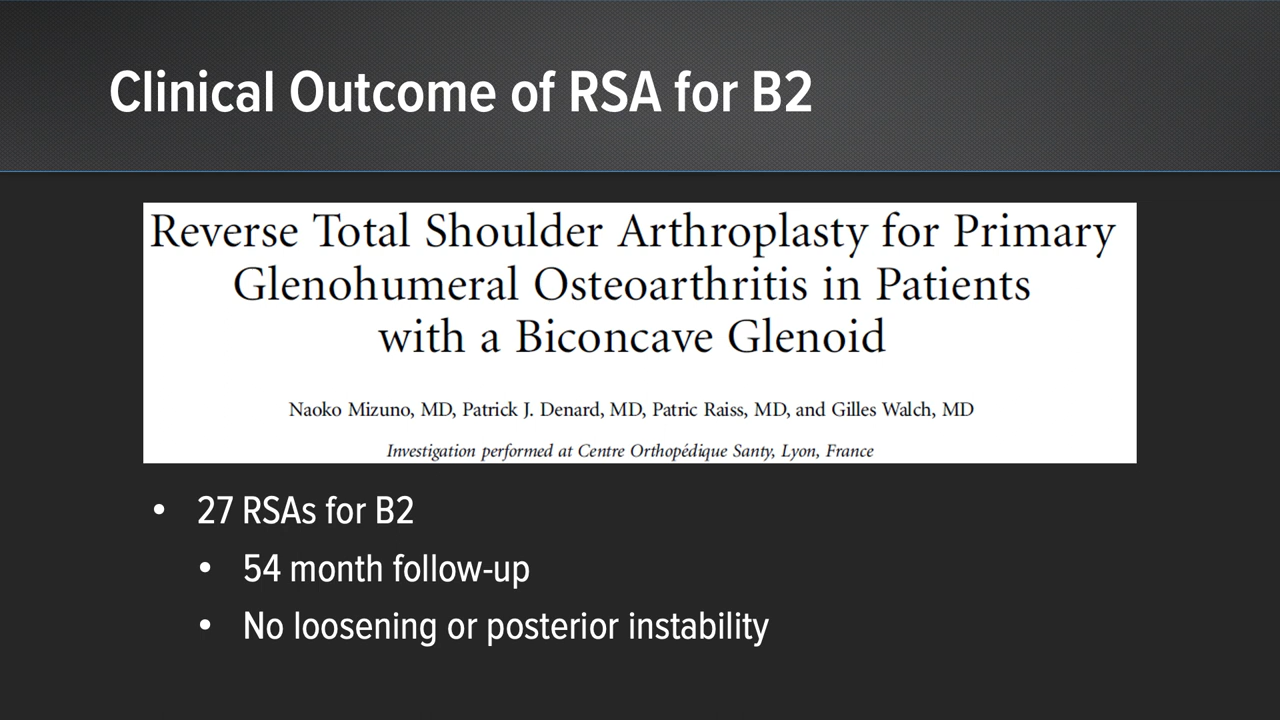 Clinical Outcome of RSA for B2
Reverse Total Shoulder Arthroplasty for Primary
Glenohumeral Osteoarthritis in Patients
with a Biconcave Glenoid
Naoko Mizuno, MD, Patrick J. Denard, MD, Patric Raiss, MD, and Gilles Walch, MD
Investigation performed at Centre Orthopédique Santy, Lyon, France
• 27 RSAs for B2
• 54 month follow-up
• No loosening or posterior instability